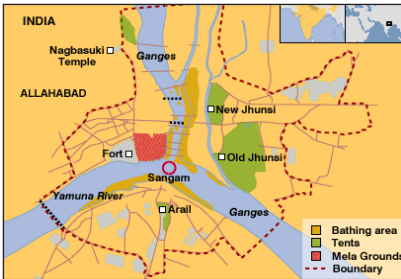 INDIA
Nagbasuki
Temple
Ganges
ALLAHABAD
New Jhunsi
Fort
Old Jhunsi
Sangam
Yamuna River
Arail
Ganges
Bathing area
Tents
Mela Grounds
Boundary